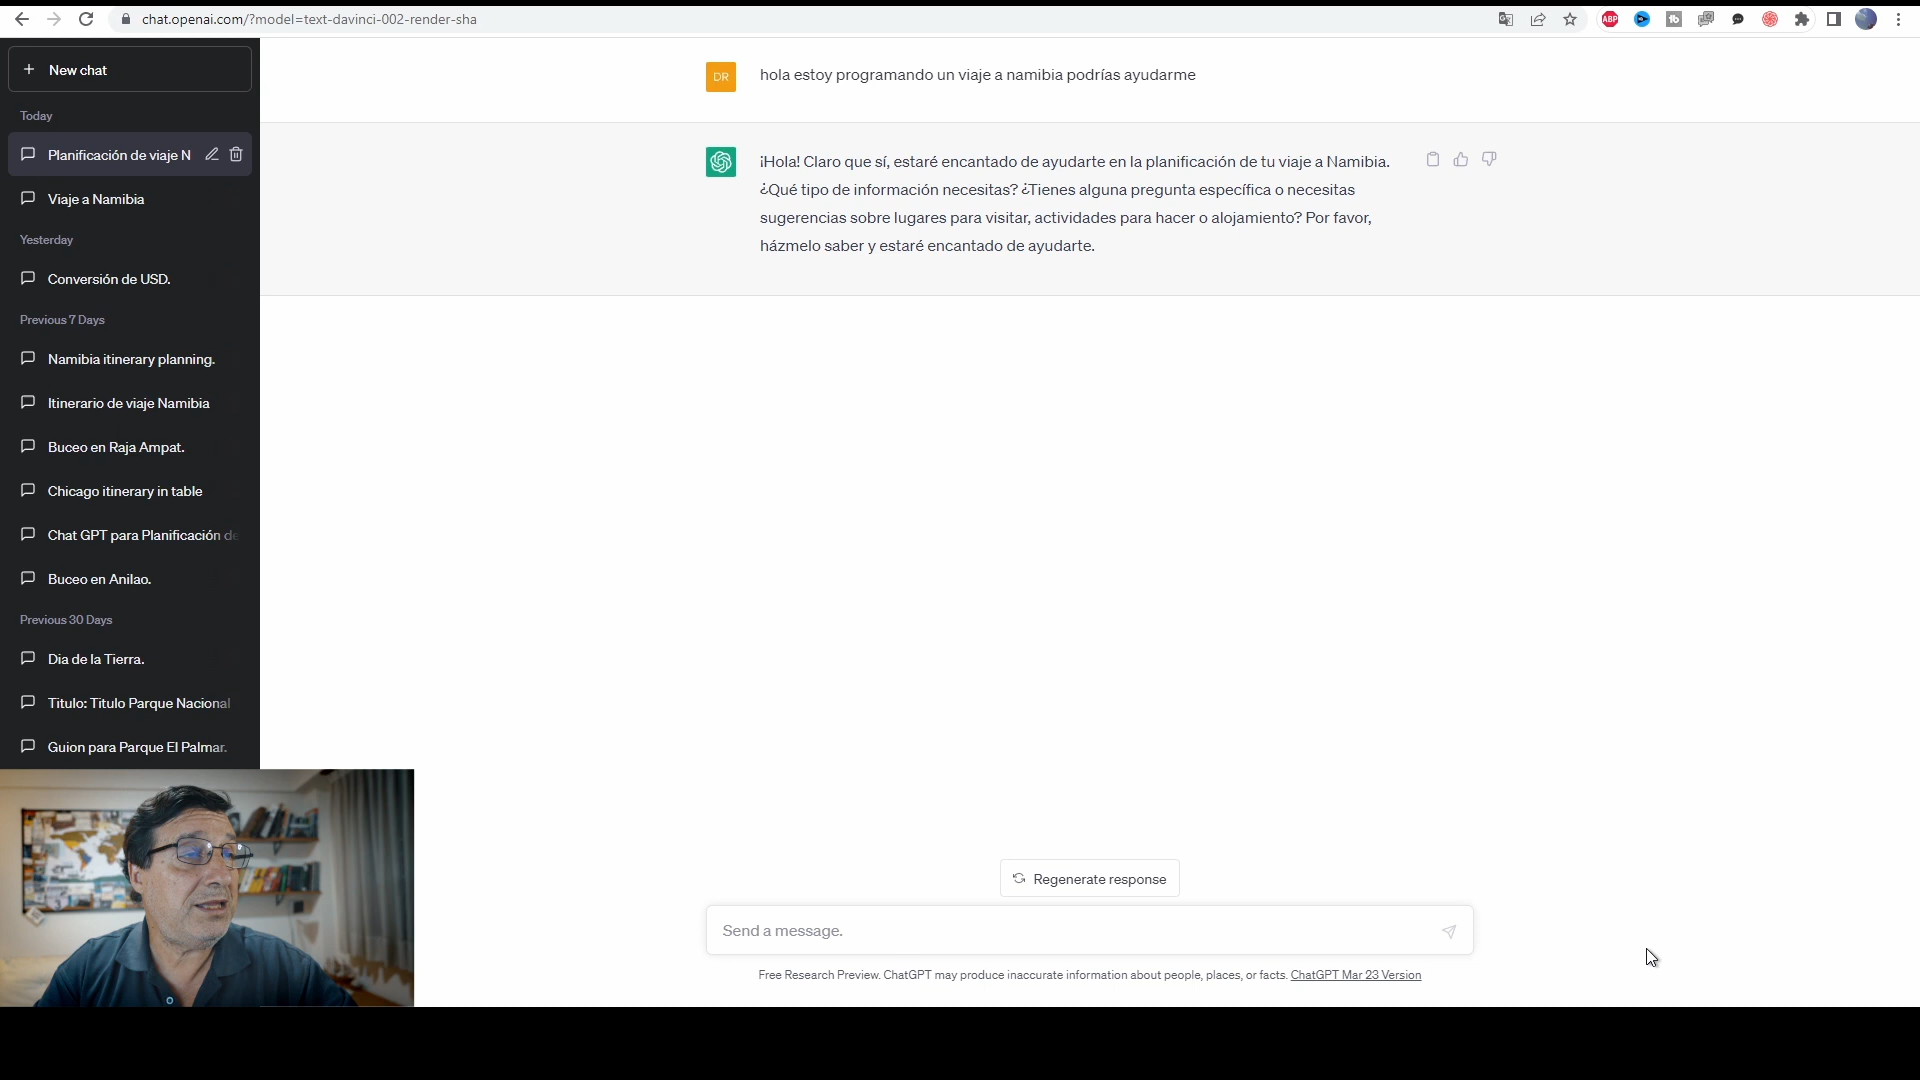 chat.openai.com/?model=text-davinci-002-render-sha
ABP
tb
New chat
Today
Planificación de viaje N
Viaje a Namibia
Yesterday
Conversión de USD.
Previous 7 Days
Namibia itinerary planning.
Itinerario de viaje Namibia
Buceo en Raja Ampat.
Chicago itinerary in table
Chat GPT para Planificación de
Buceo en Anilao.
Previous 30 Days
Dia de la Tierra.
Titulo: Titulo Parque Nacional
Guion para Parque El Palmar.
DR
hola estoy programando un viaje a namibia podrías ayudarme
¡Hola! Claro que sí, estaré encantado de ayudarte en la planificación de tu viaje a Namibia.
¿Qué tipo de información necesitas? ¿Tienes alguna pregunta específica o necesitas
sugerencias sobre lugares para visitar, actividades para hacer o alojamiento? Por favor,
házmelo saber y estaré encantado de ayudarte.
Regenerate response
Send a message.
Free Research Preview. ChatGPT may produce inaccurate information about people, places, or facts. ChatGPT Mar 23 Version